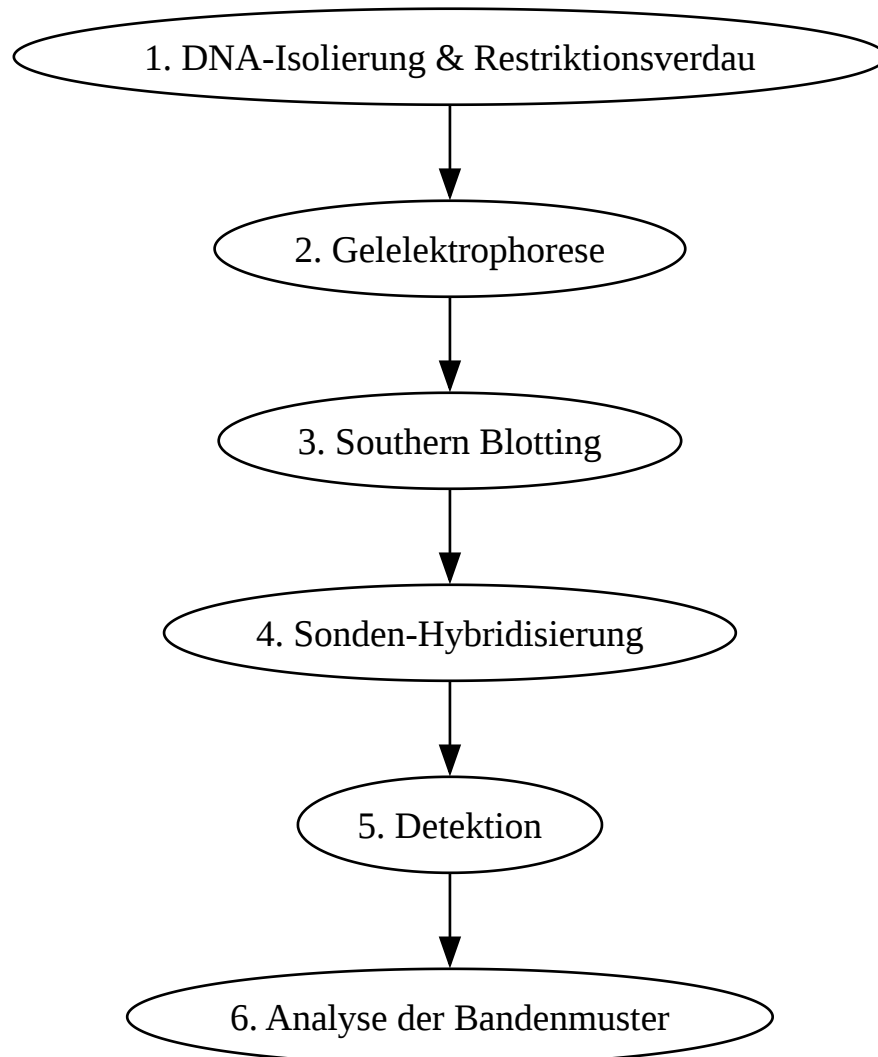 1. DNA-Isolierung & Restriktionsverdau
2. Gelelektrophorese
3. Southern Blotting
4. Sonden-Hybridisierung
5. Detektion
6. Analyse der Bandenmuster